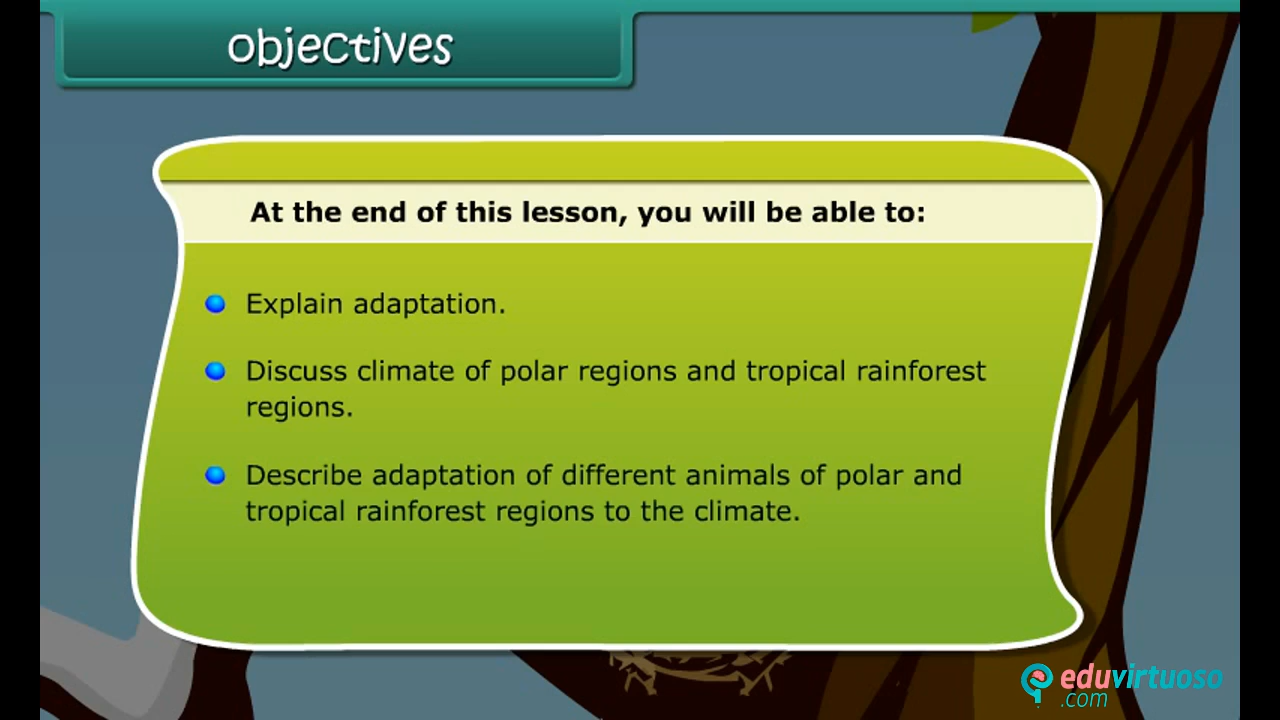 objectives
At the end of this lesson, you will be able to:
Explain adaptation.
Discuss climate of polar regions and tropical rainforest
regions.
Describe adaptation of different animals of polar and
tropical rainforest regions to the climate.
eduvirtuoso
.com